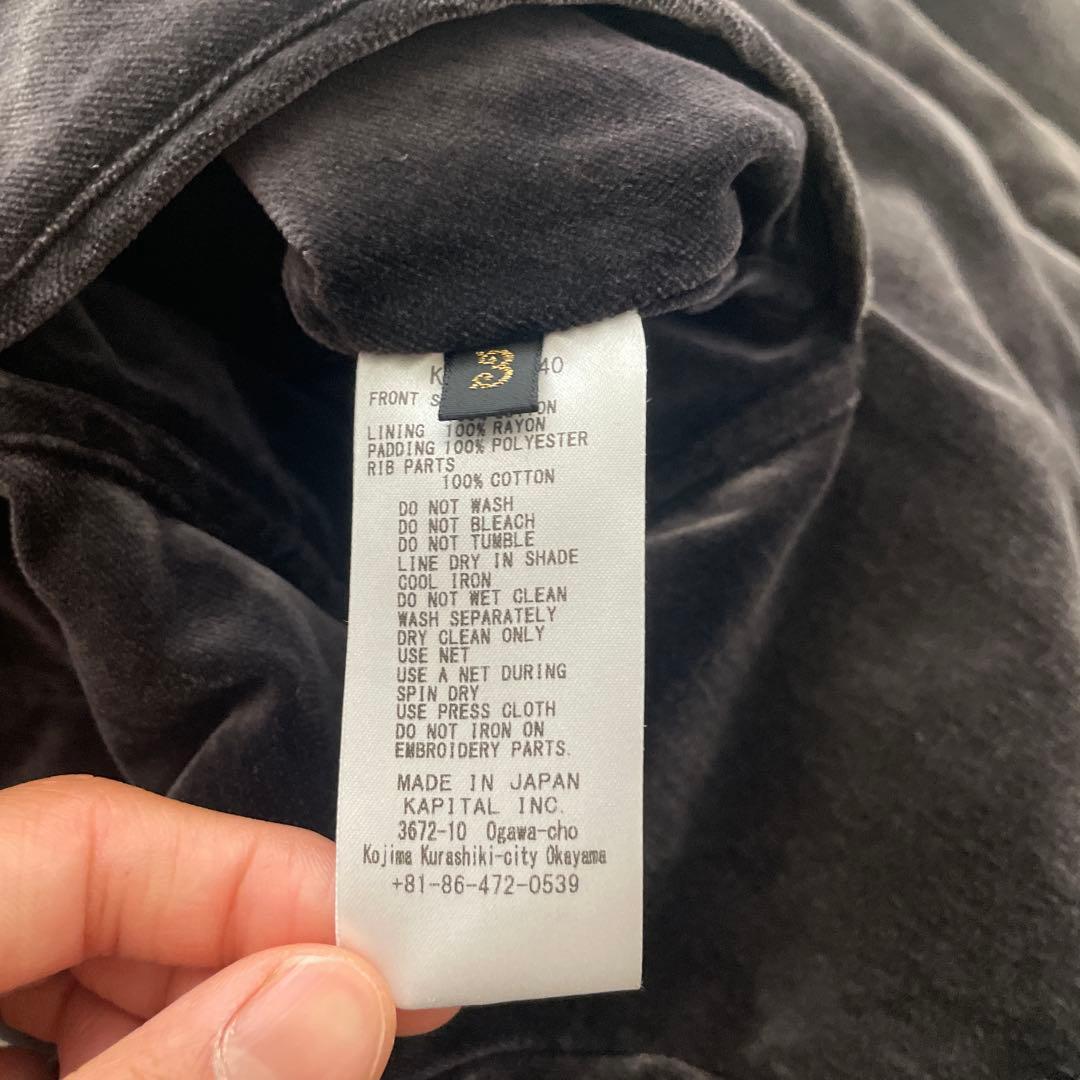 3
40
FRONT
LINING 100% RAYON
PADDING 100% POLYESTER
RIB PARTS
100% COTTON
DO NOT WASH
DO NOT BLEACH
DO NOT TUMBLE
LINE DRY IN SHADE
COOL IRON
DO NOT WET CLEAN
WASH SEPARATELY
DRY CLEAN ONLY
USE NET
USE A NET DURING
SPIN DRY
USE PRESS CLOTH
DO NOT IRON ON
EMBROIDERY PARTS.
MADE IN JAPAN
KAPITAL INC.
3672-10 Ogawa-cho
Kojima Kurashiki-city Okayama
+81-86-472-0539